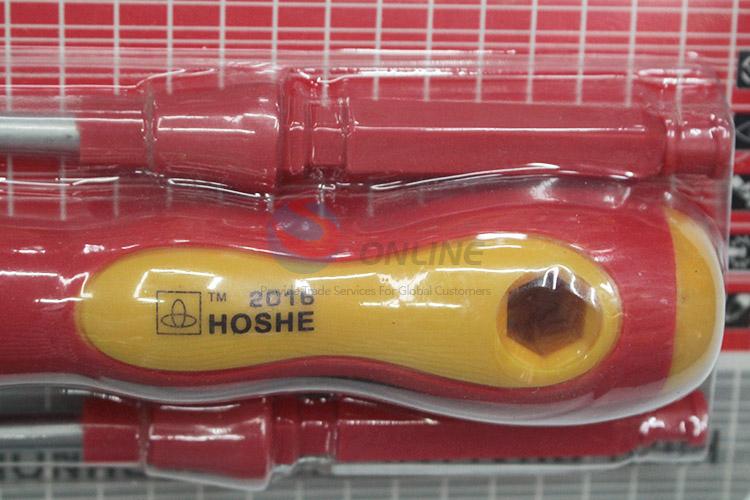 ONLINE
Provide Trade Services For Global Customers
TM 2016
HOSHE